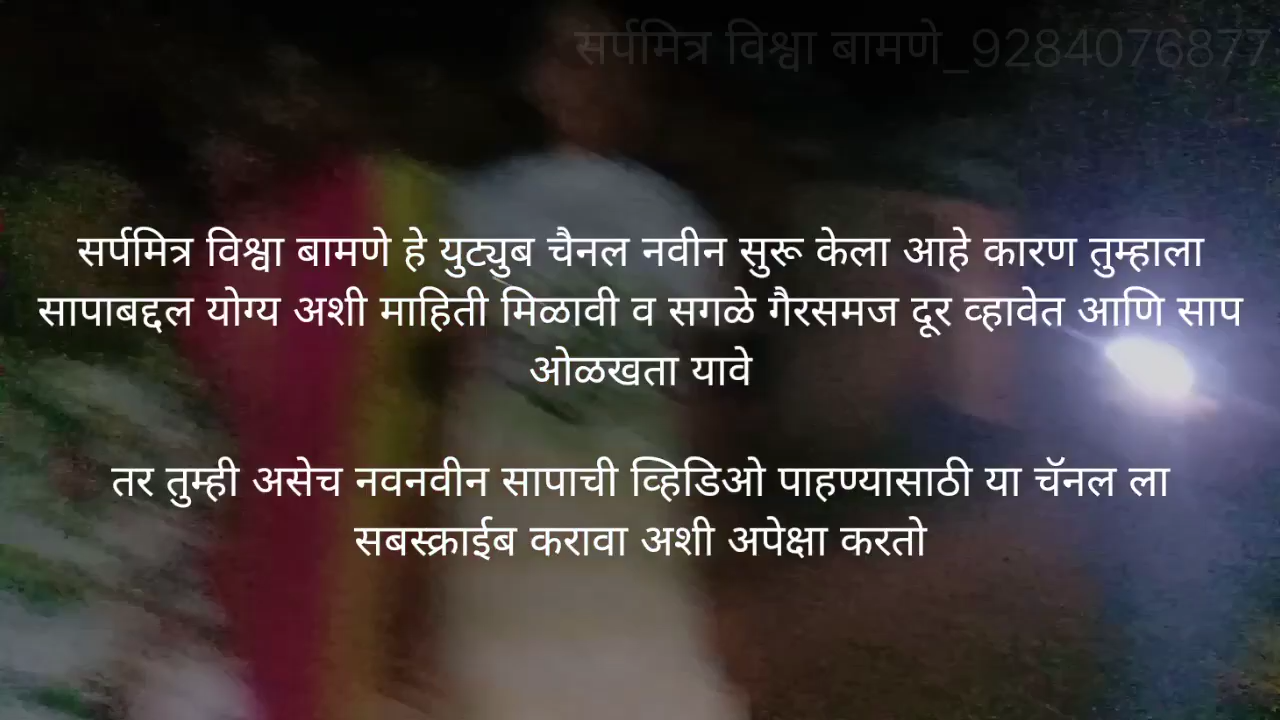 सर्पमित्र विश्वा बामणे_9284076877
सर्पमित्र विश्वा बामणे हे युट्युब चैनल नवीन सुरू केला आहे कारण तुम्हाला
सापाबद्दल योग्य अशी माहिती मिळावी व सगळे गैरसमज दूर व्हावेत आणि साप
ओळखता यावे
तर तुम्ही असेच नवनवीन सापाची व्हिडिओ पाहण्यासाठी या चॅनल ला
सबस्क्राईब करावा अशी अपेक्षा करतो